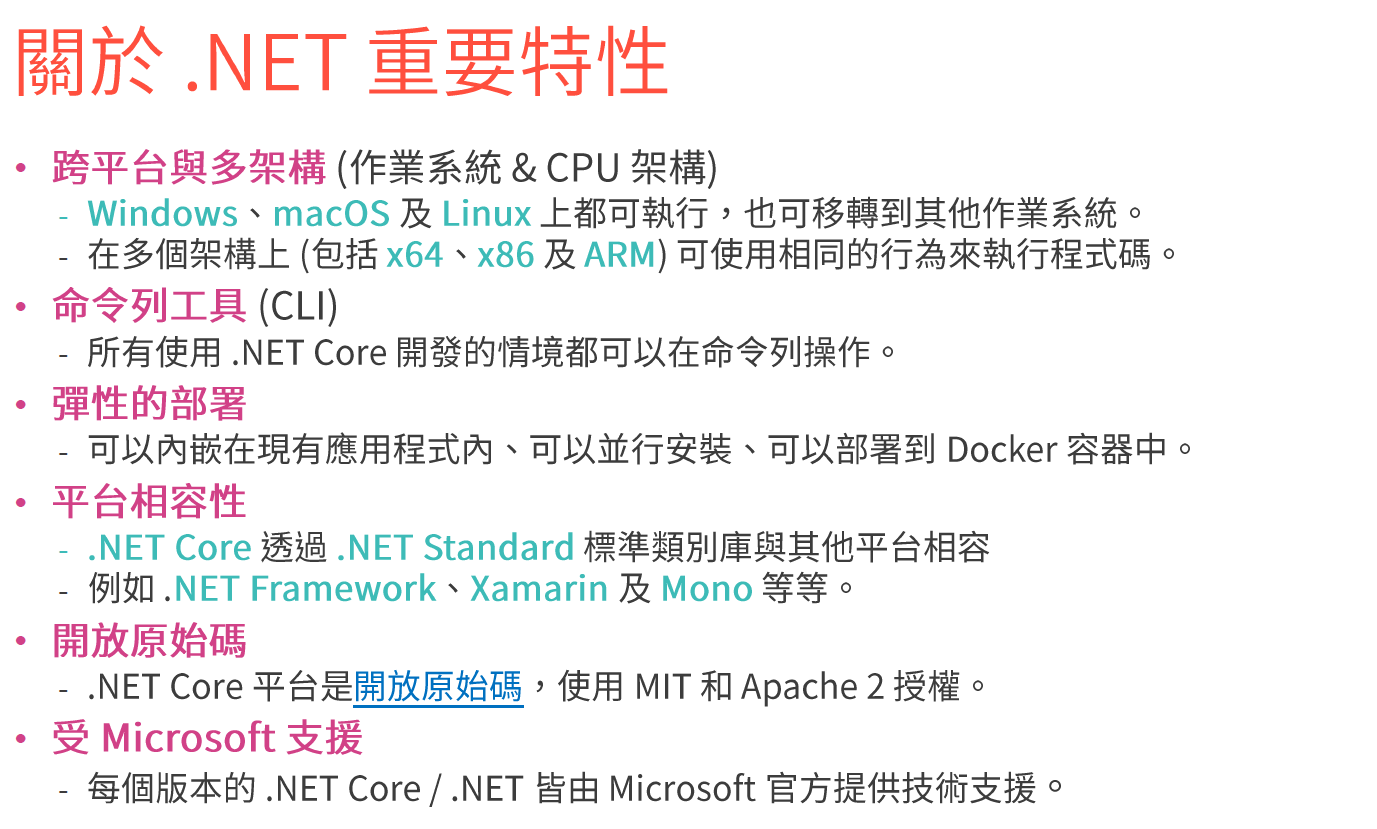 關於 .NET 重要特性
• 跨平台與多架構 (作業系統 & CPU 架構)
- Windows、macOS 及 Linux 上都可執行，也可移轉到其他作業系統。
- 在多個架構上 (包括 x64、x86 及 ARM) 可使用相同的行為來執行程式碼。
• 命令列工具 (CLI)
- 所有使用 .NET Core 開發的情境都可以在命令列操作。
• 彈性的部署
- 可以內嵌在現有應用程式內、可以並行安裝、可以部署到 Docker 容器中。
• 平台相容性
- .NET Core 透過 .NET Standard 標準類別庫與其他平台相容
- 例如 .NET Framework、Xamarin 及 Mono 等等。
• 開放原始碼
- .NET Core 平台是開放原始碼，使用 MIT 和 Apache 2 授權。
• 受 Microsoft 支援
- 每個版本的 .NET Core / .NET 皆由 Microsoft 官方提供技術支援。